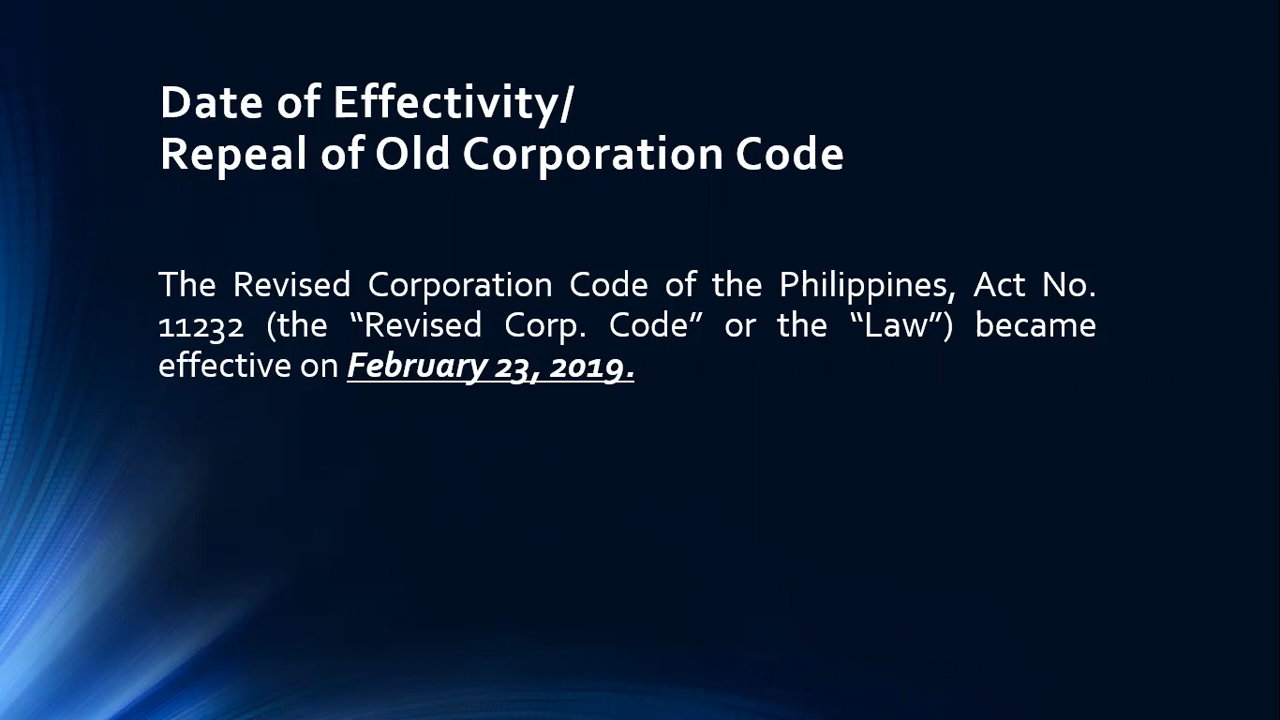 Date of Effectivity/
Repeal of Old Corporation Code
The Revised Corporation Code of the Philippines, Act No.
11232 (the “Revised Corp. Code” or the “Law”) became
effective on February 23, 2019.